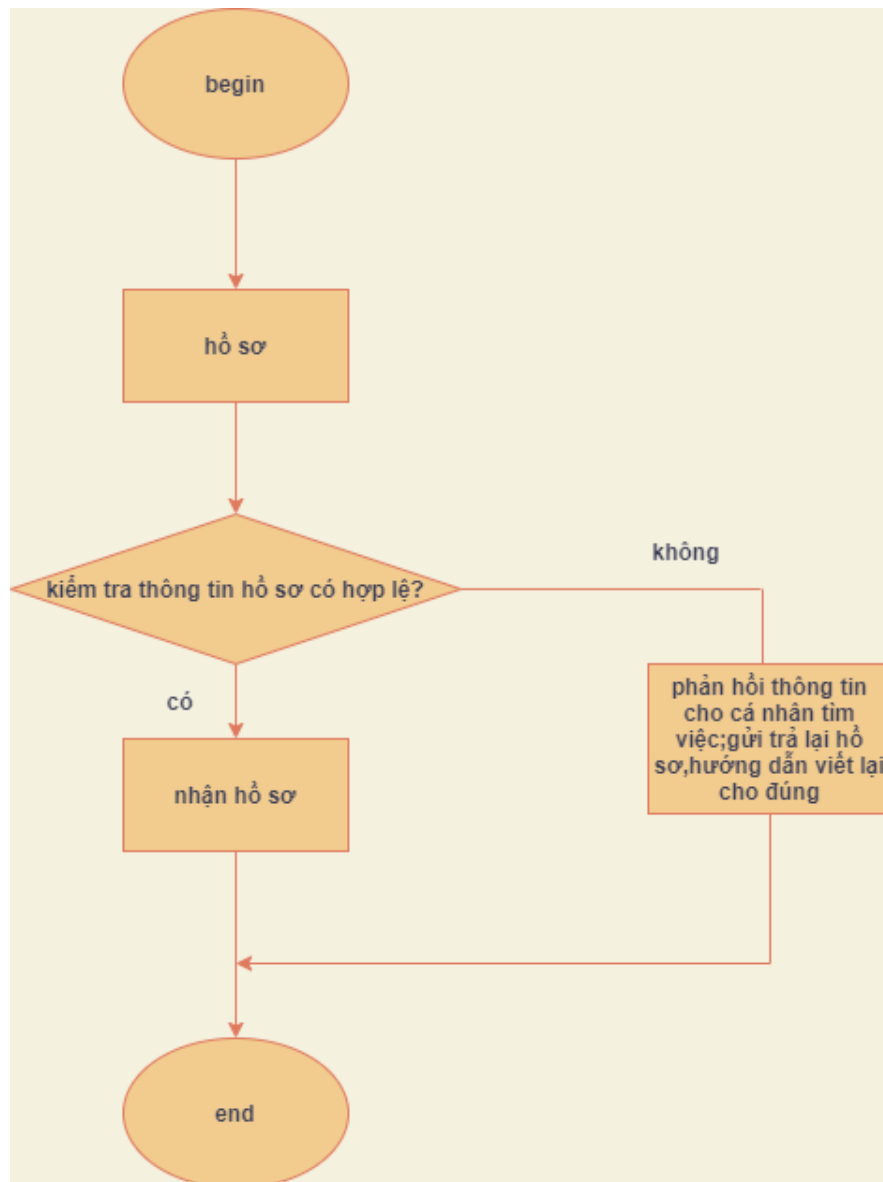 begin
hồ sơ
kiểm tra thông tin hồ sơ có hợp lệ?
không
có
phản hồi thông tin
cho cá nhân tìm
việc;gửi trả lại hồ
sơ,hướng dẫn viết lại
cho đúng
nhận hồ sơ
end